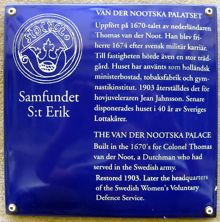 VAN DER NOOTSKA PALATSET
Uppfört på 1670-talet av nederländaren
Thomas van der Noot. Han blev fri-
herre 1674 efter svensk militär karriär.
Till fastigheten hörde även en stor träd-
gård. Huset har använts som holländsk
ministerbostad, tobaksfabrik och gym-
nastikinstitut. 1903 återställdes det för
hovjuveleraren Jean Jahnsson. Senare
disponerades huset i 40 år av Sveriges
Lottakårer.
THE VAN DER NOOTSKA PALACE
Built in the 1670's for Colonel Thomas
van der Noot, a Dutchman who had
served in the Swedish army.
Restored 1903. Later the headquarters
of the Swedish Women's Voluntary
Defence Service.
Samfundet
S:t Erik